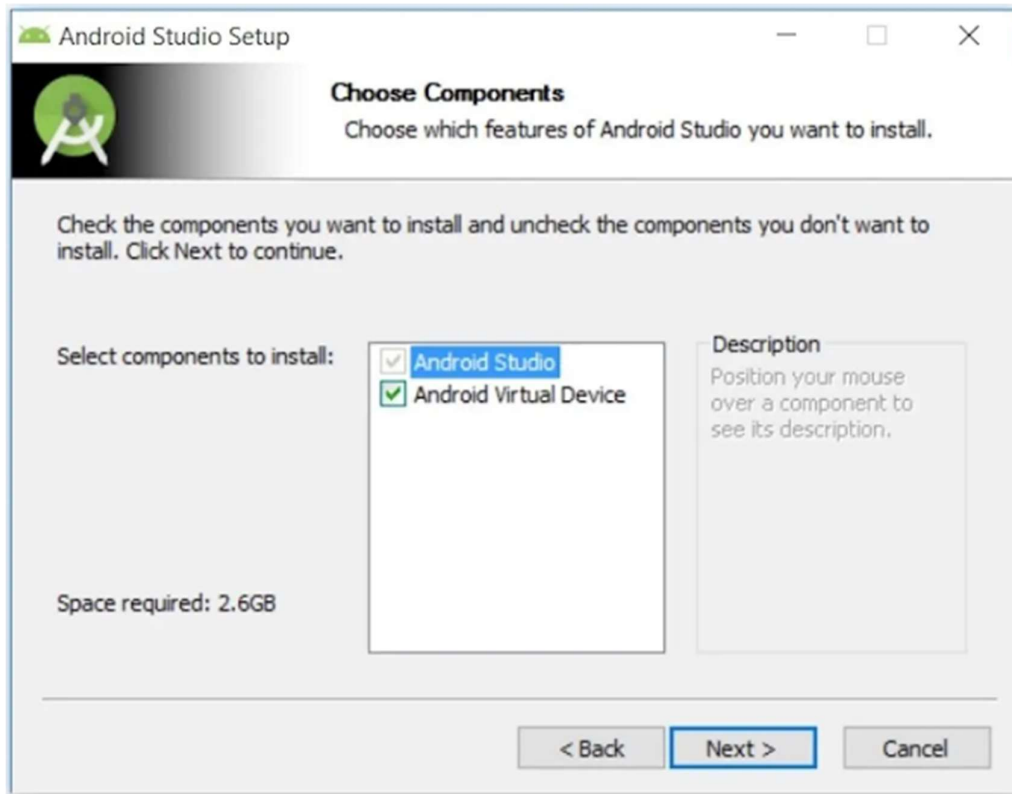 Android Studio Setup
Choose Components
Choose which features of Android Studio you want to install.
Check the components you want to install and uncheck the components you don't want to
install. Click Next to continue.
Select components to install:
Android Studio
Android Virtual Device
Description
Position your mouse
over a component to
see its description.
Space required: 2.6GB
< Back
Next >
Cancel